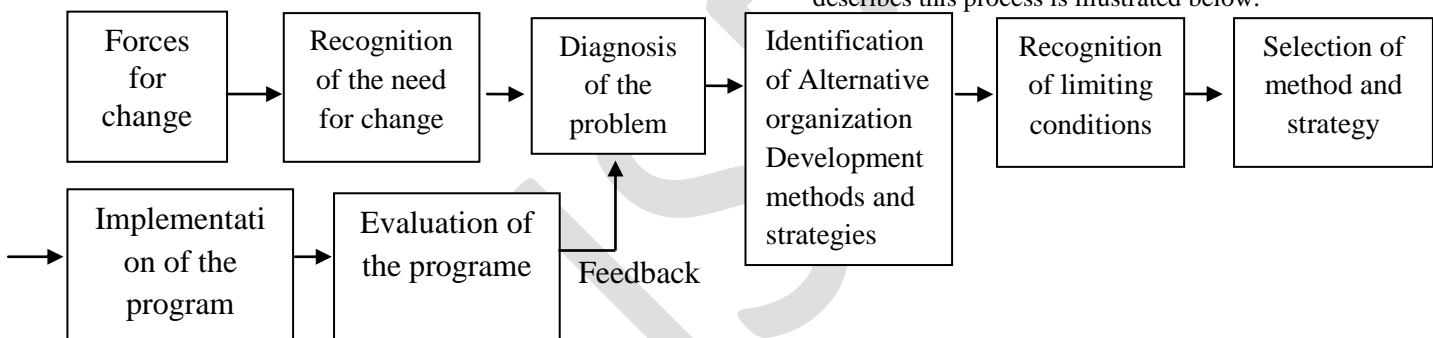 describes this process is illustrated below.
Forces
for
change
Recognition
of the need
for change
Diagnosis
of the
problem
Identification
of Alternative
organization
Development
methods and
strategies
Recognition
of limiting
conditions
Selection of
method and
strategy
Implementati
on of the
program
Evaluation of
the programe
Feedback